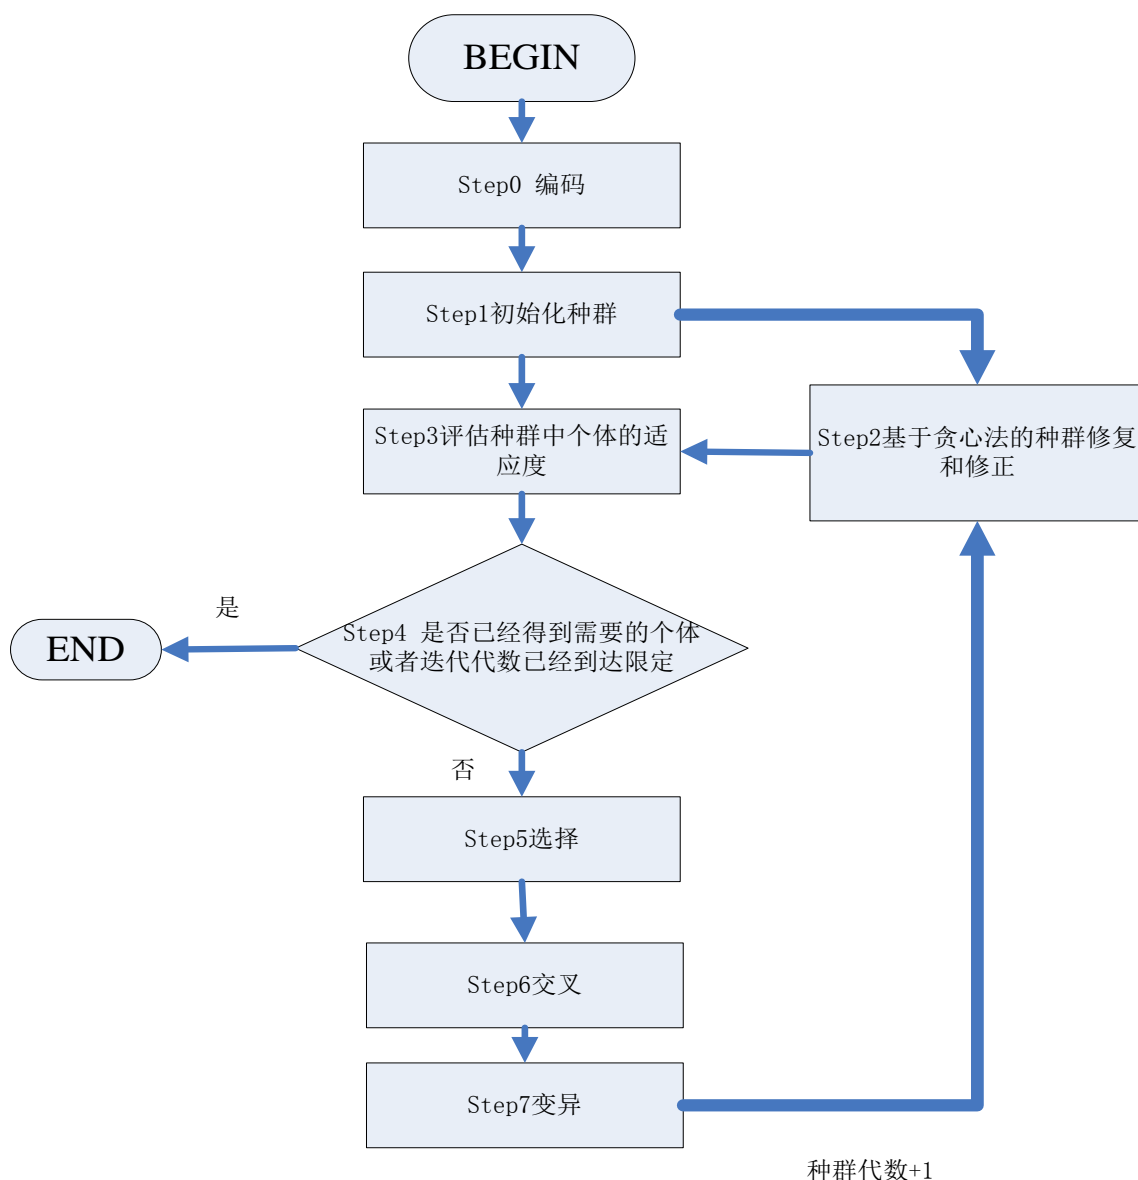 BEGIN
Step0 编码
Step1初始化种群
Step3评估种群中个体的适
应度
Step2基于贪心法的种群修复
和修正
是
END
Step4 是否已经得到需要的个体
或者迭代代数已经到达限定
否
Step5选择
Step6交叉
Step7变异
种群代数+1